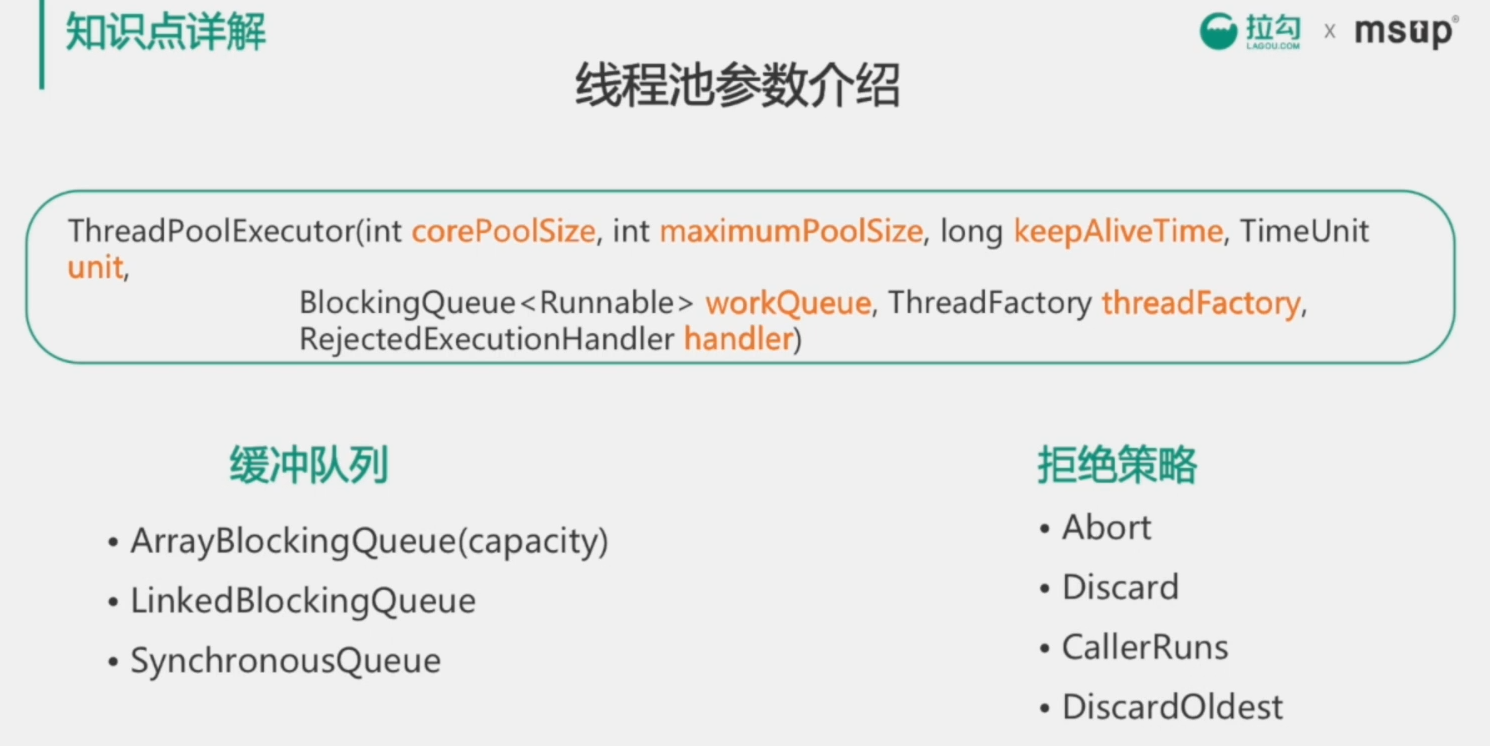 知识点详解
拉勾 x msup®
LAGOU.COM
线程池参数介绍
ThreadPoolExecutor(int corePoolSize, int maximumPoolSize, long keepAliveTime, TimeUnit
unit,
BlockingQueue<Runnable> workQueue, ThreadFactory threadFactory,
RejectedExecutionHandler handler)
缓冲队列
• ArrayBlockingQueue(capacity)
• LinkedBlockingQueue
• SynchronousQueue
拒绝策略
• Abort
• Discard
• CallerRuns
• DiscardOldest